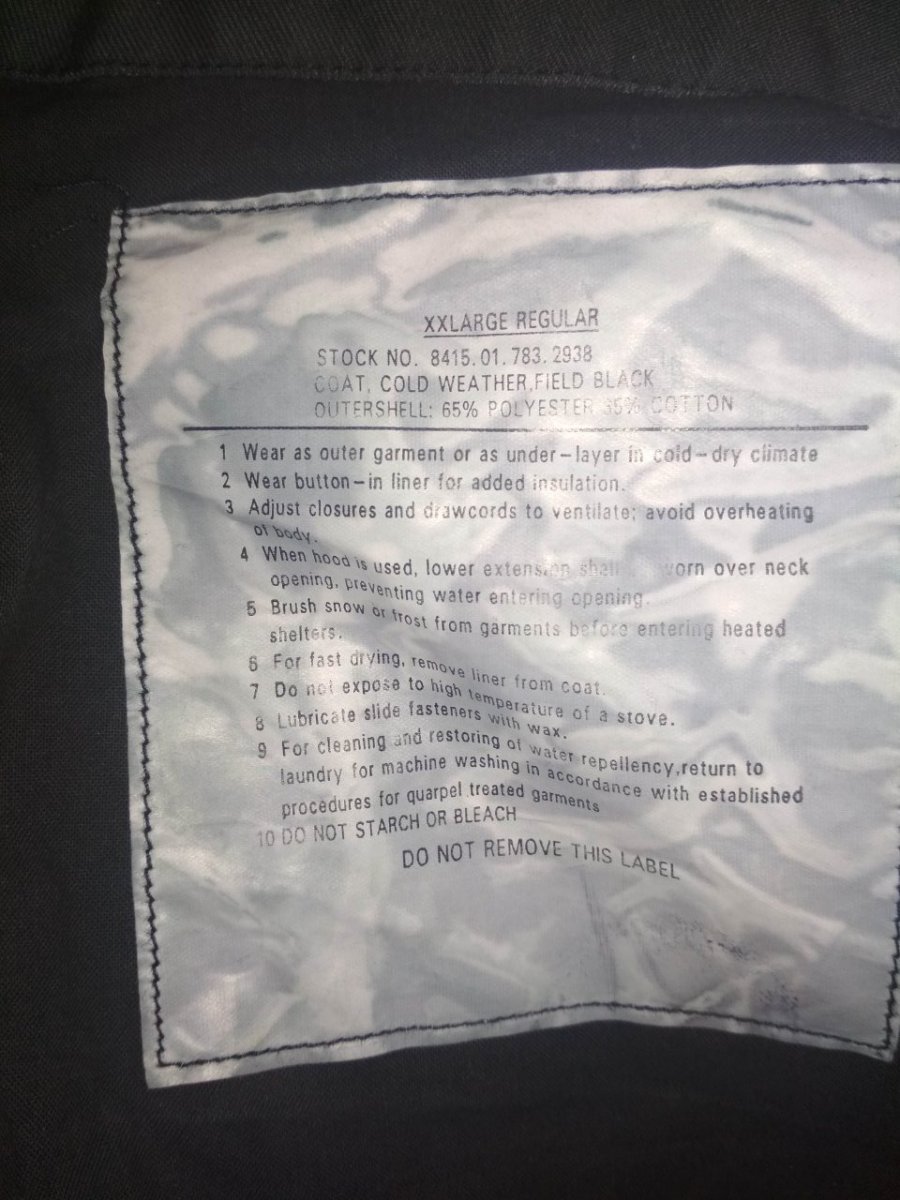 XXLARGE REGULAR
STOCK NO. 8415.01.783.2938
COAT, COLD WEATHER,FIELD BLACK
OUTERSHELL: 65% POLYESTER 35% COTTON
1 Wear as outer garment or as under-layer in cold-dry climate
2 Wear button-in liner for added insulation.
3 Adjust closures and drawcords to ventilate; avoid overheating
of body.
4 When hood is used, lower extension shall worn over neck
opening, preventing water entering opening.
5 Brush snow or frost from garments before entering heated
shelters.
6 For fast drying, remove liner from coat.
7 Do not expose to high temperature of a stove.
8 Lubricate slide fasteners with wax.
9 For cleaning and restoring of water repellency,return to
laundry for machine washing in accordance with established
procedures for quarpel treated garments
10 DO NOT STARCH OR BLEACH
DO NOT REMOVE THIS LABEL